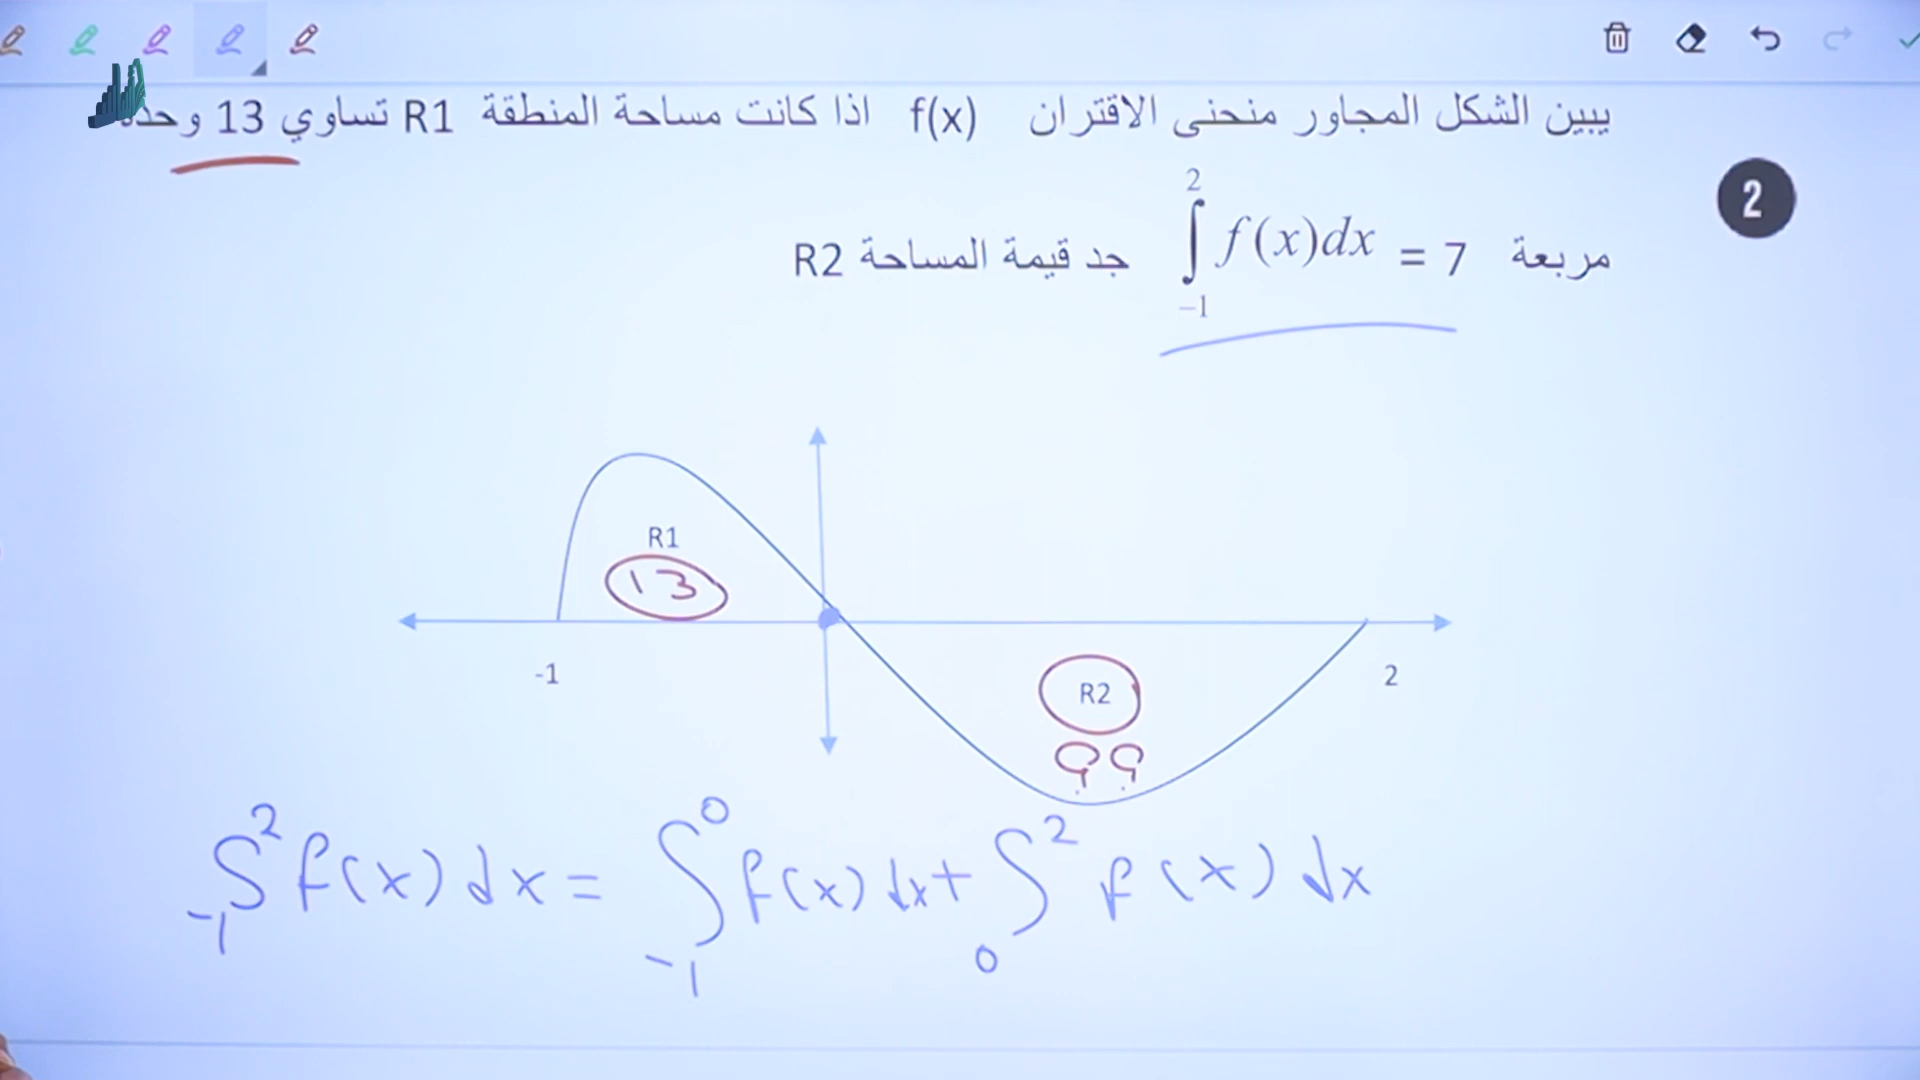 يبين الشكل المجاور منحنى الاقتران f(x) اذا كانت مساحة المنطقة R1 تساوي 13 وحدة
2
مربعة ∫₋₁² f(x)dx = 7 جد قيمة المساحة R2
R1
13
-1
2
R2
؟؟
∫₋₁² f(x) dx = ∫₋₁⁰ f(x) dx + ∫₀² f(x) dx